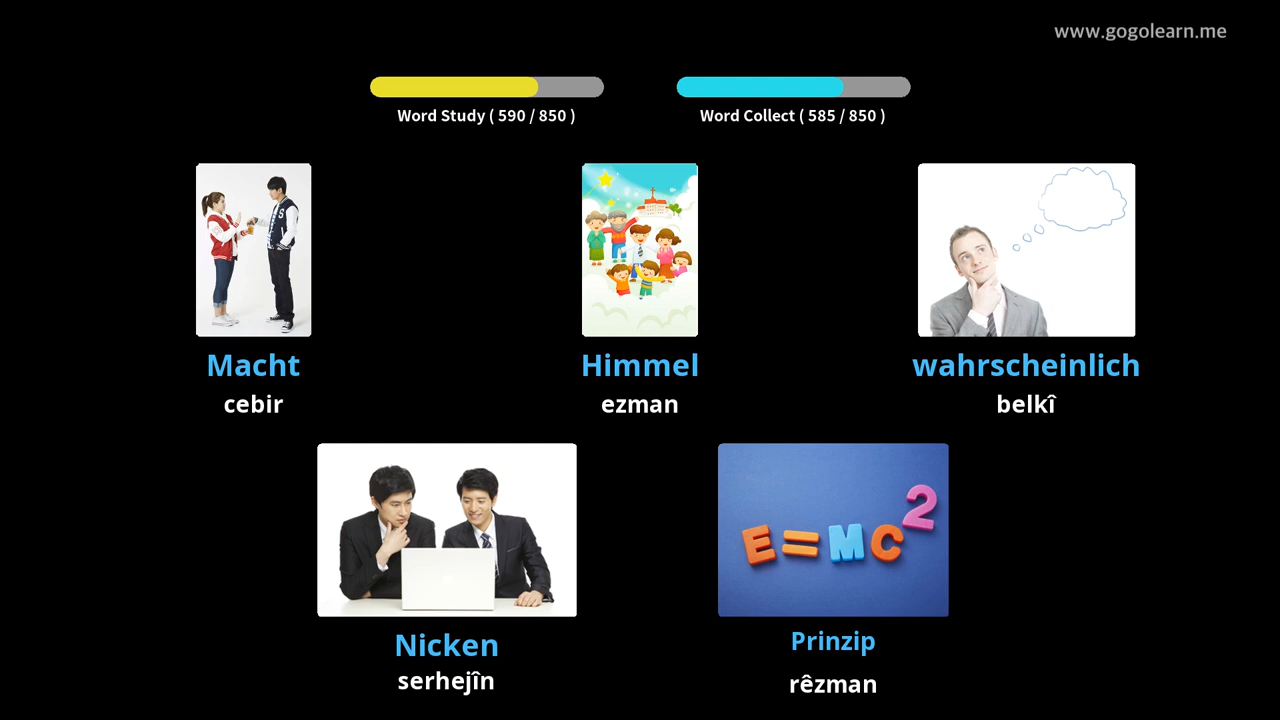 www.gogolearn.me
Word Study ( 590 / 850 )
Word Collect ( 585 / 850 )
Macht
cebir
Himmel
ezman
wahrscheinlich
belkî
S
Nicken
serhejîn
E=MC2
Prinzip
rêzman